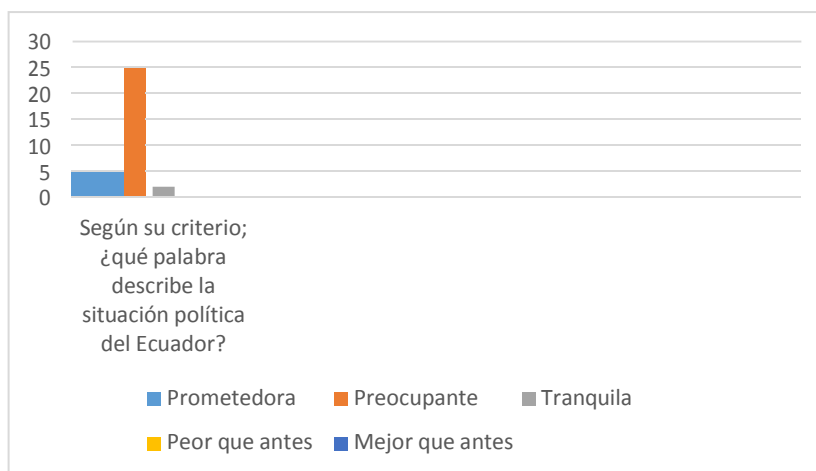 30
25
20
15
10
5
0
Según su criterio;
¿qué palabra
describe la
situación política
del Ecuador?
Prometedora Preocupante Tranquila
Peor que antes Mejor que antes